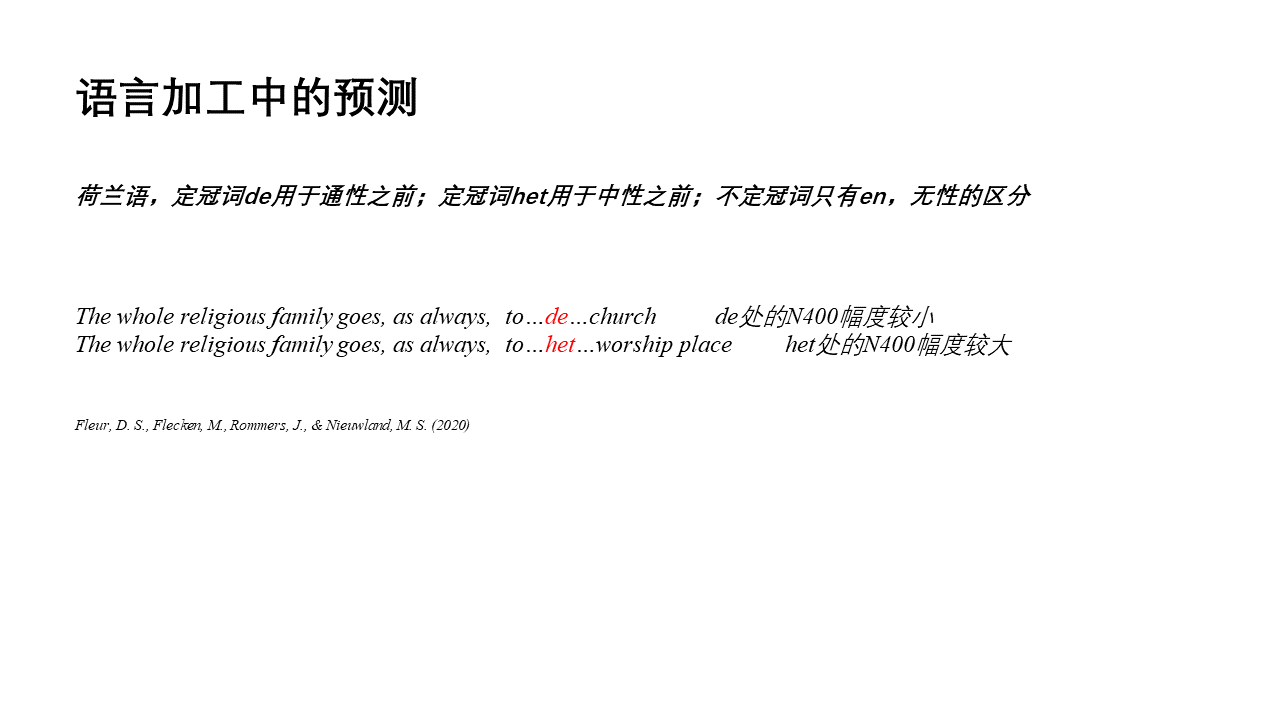 语言加工中的预测
荷兰语，定冠词de用于通性之前；定冠词het用于中性之前；不定冠词只有en，无性的区分
The whole religious family goes, as always, to…de…church de处的N400幅度较小
The whole religious family goes, as always, to…het…worship place het处的N400幅度较大
Fleur, D. S., Flecken, M., Rommers, J., & Nieuwland, M. S. (2020)